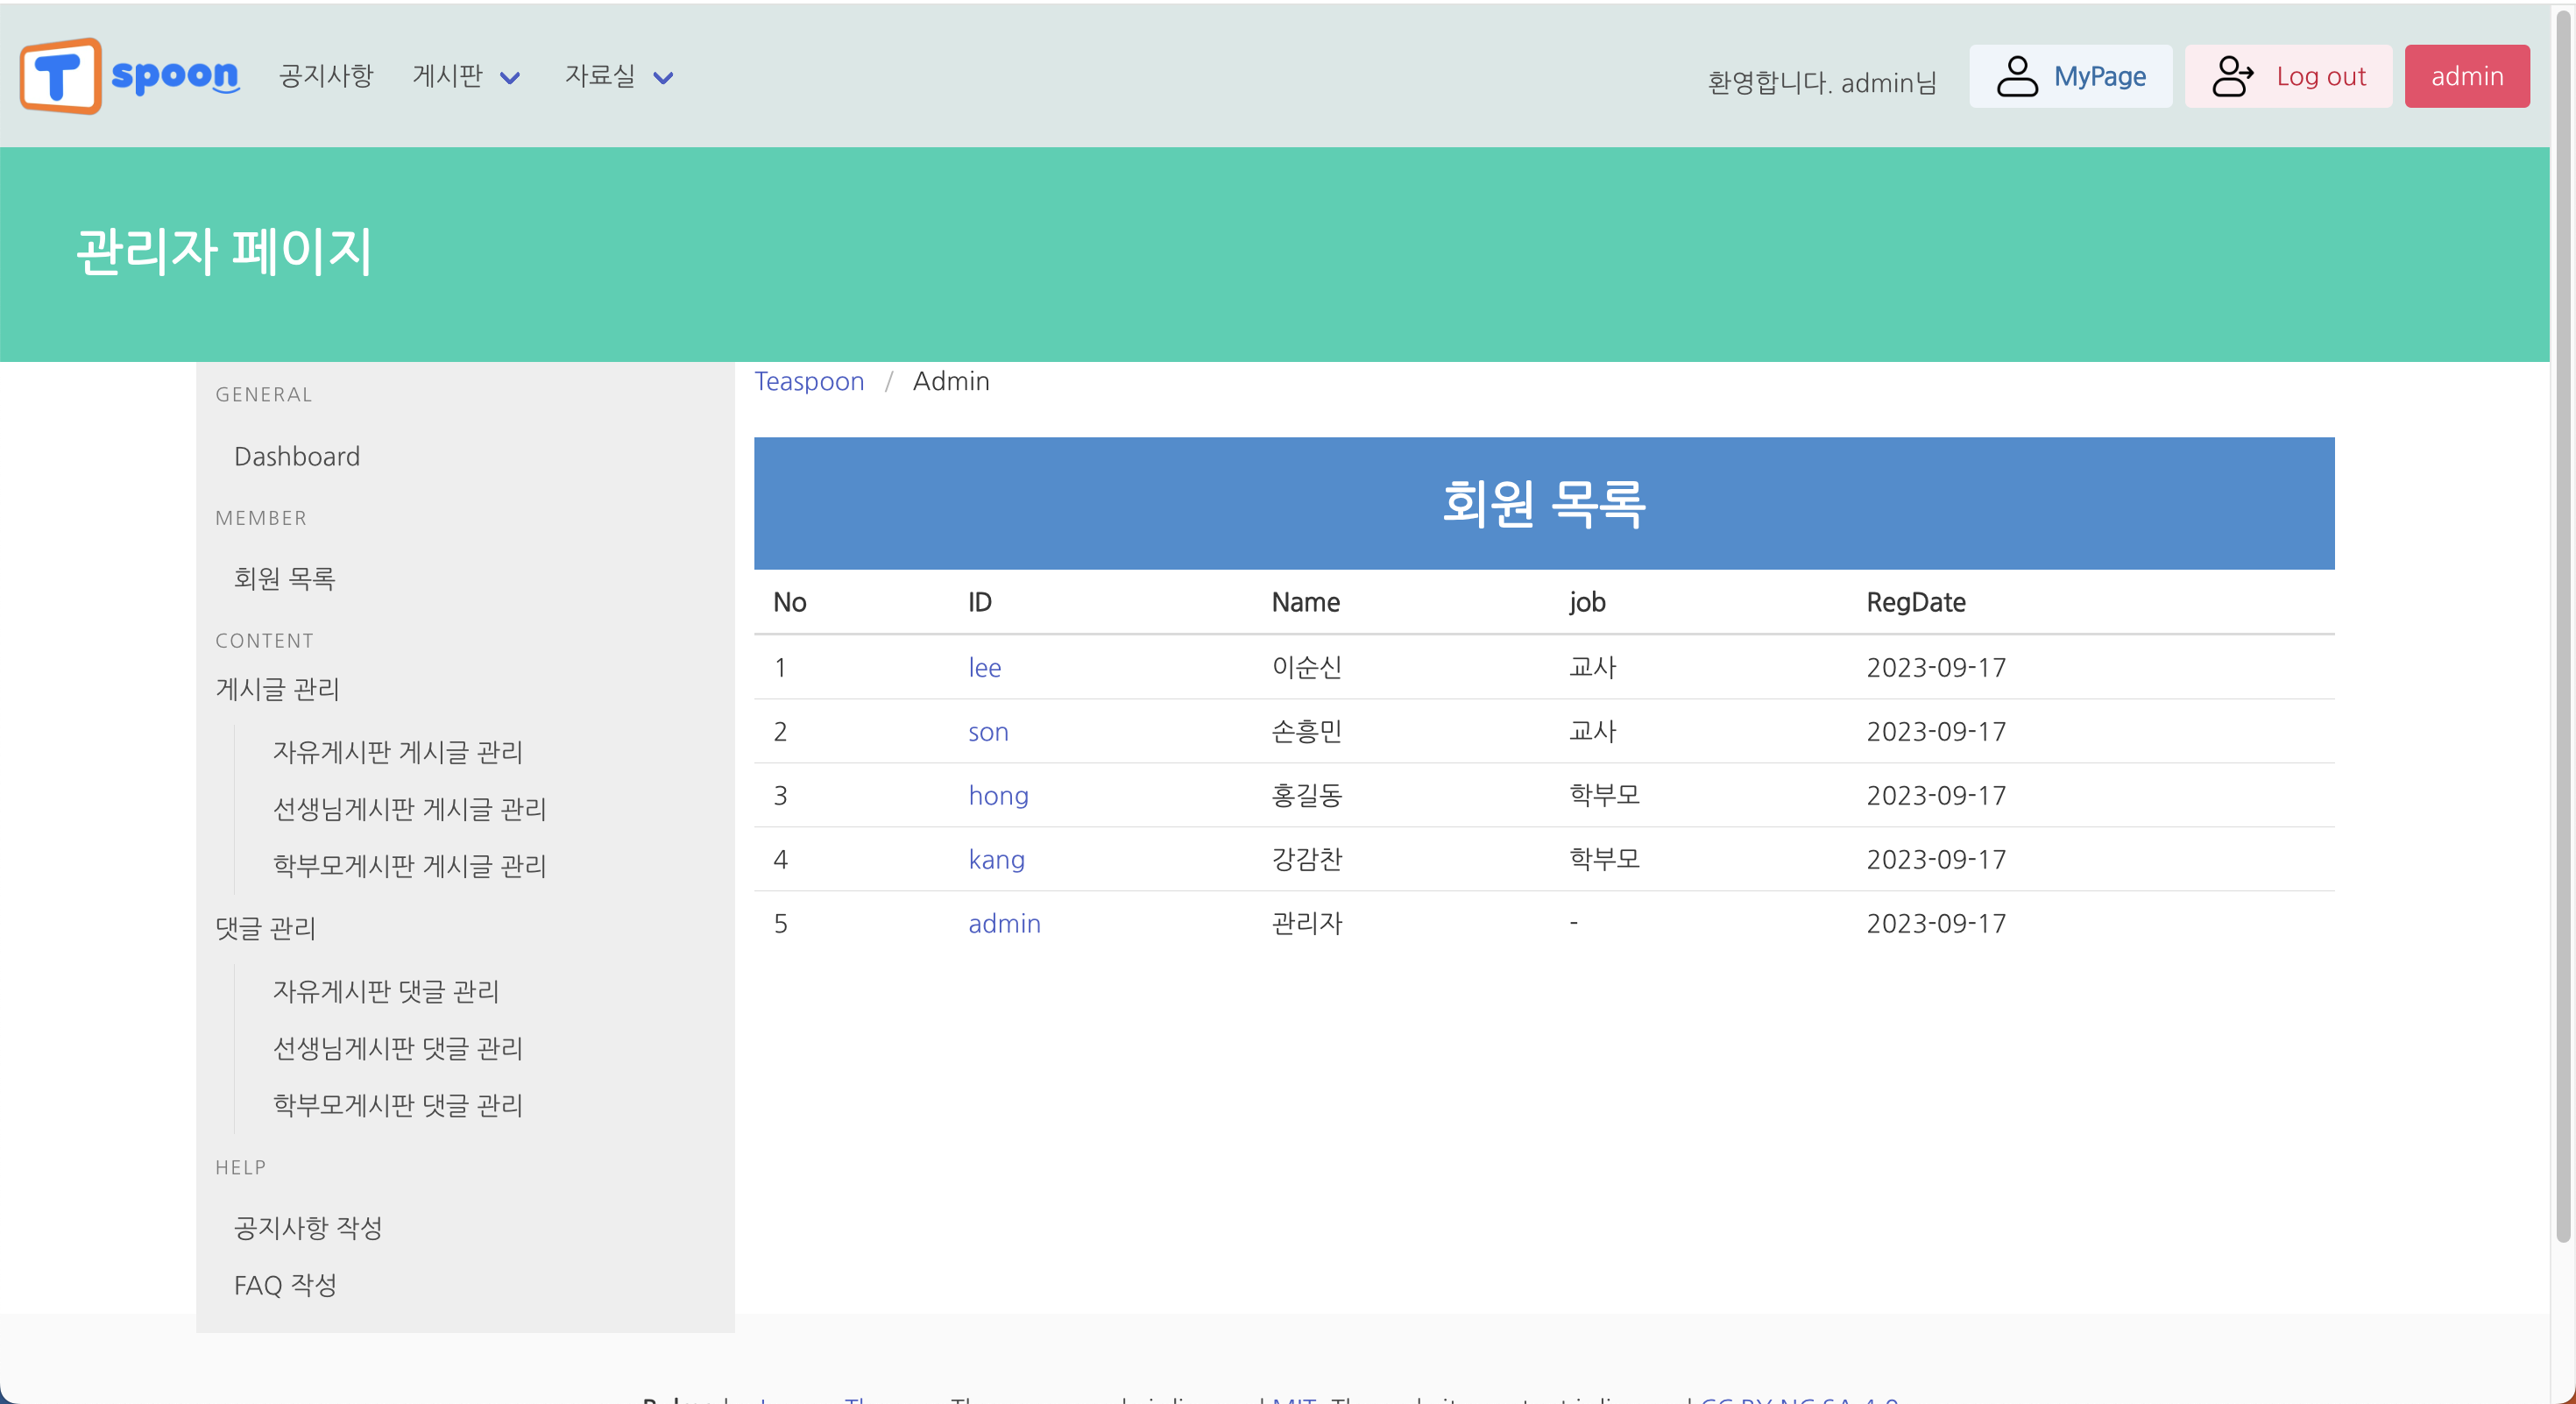 T spoon 공지사항 게시판 자료실 환영합니다. admin님 MyPage Log out admin
관리자 페이지
GENERAL
Dashboard
MEMBER
회원 목록
CONTENT
게시글 관리
자유게시판 게시글 관리
선생님게시판 게시글 관리
학부모게시판 게시글 관리
댓글 관리
자유게시판 댓글 관리
선생님게시판 댓글 관리
학부모게시판 댓글 관리
HELP
공지사항 작성
FAQ 작성
Teaspoon / Admin
회원 목록
No ID Name job RegDate
1 lee 이순신 교사 2023-09-17
2 son 손흥민 교사 2023-09-17
3 hong 홍길동 학부모 2023-09-17
4 kang 강감찬 학부모 2023-09-17
5 admin 관리자 - 2023-09-17